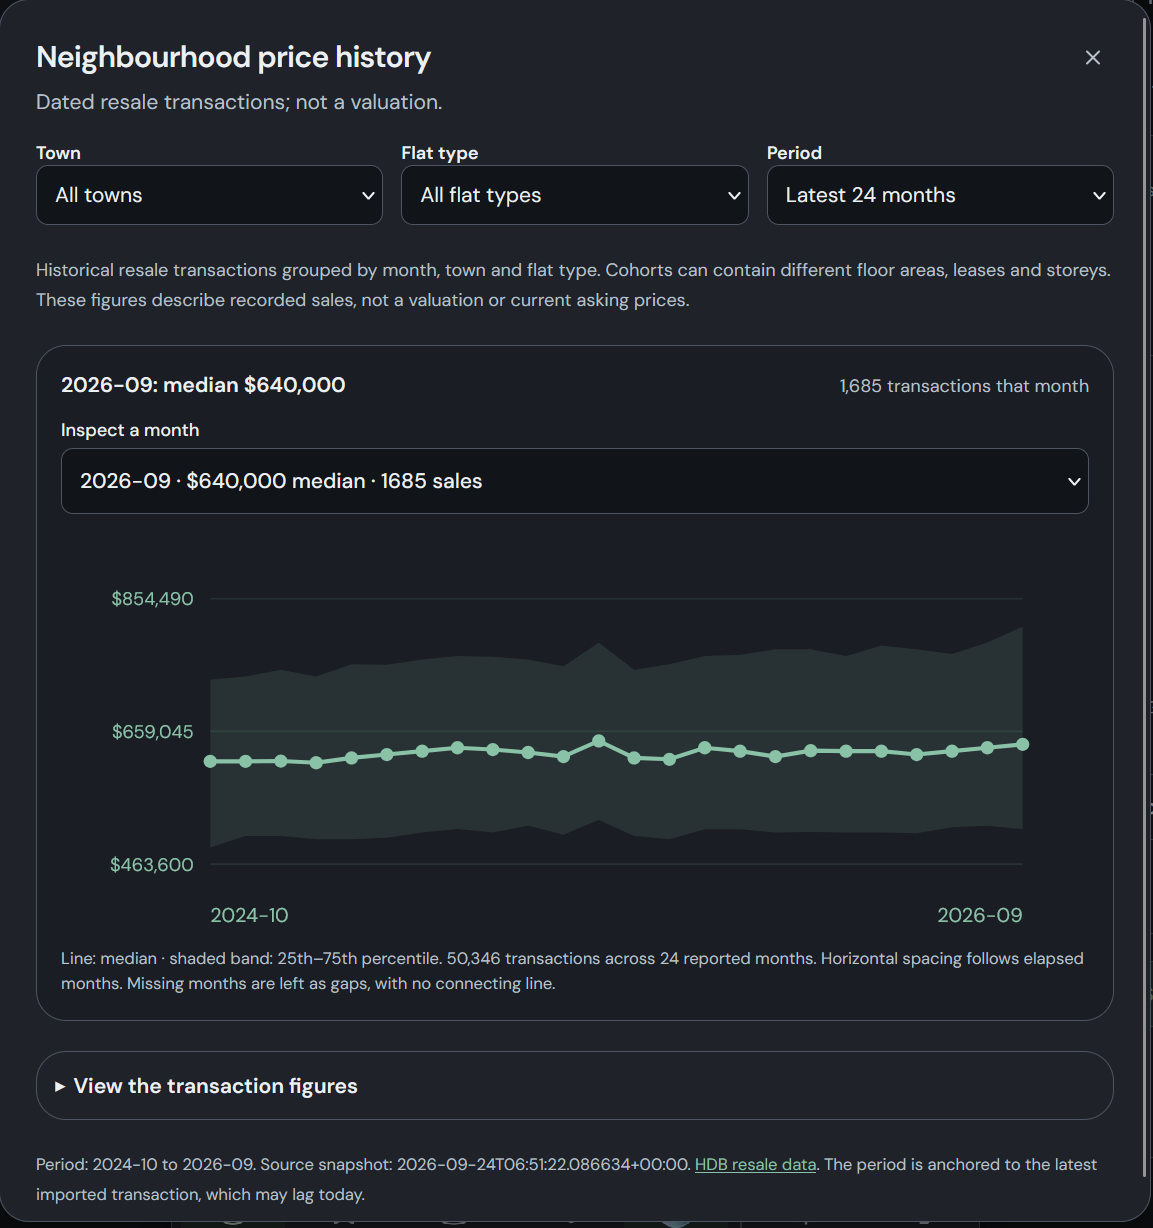 Neighbourhood price history
Dated resale transactions; not a valuation.
Town
Flat type
Period
All towns
All flat types
Latest 24 months
Historical resale transactions grouped by month, town and flat type. Cohorts can contain different floor areas, leases and storeys.
These figures describe recorded sales, not a valuation or current asking prices.
2026-09: median $640,000
1,685 transactions that month
Inspect a month
2026-09 · $640,000 median · 1685 sales
$854,490
$659,045
$463,600
2024-10
2026-09
Line: median · shaded band: 25th–75th percentile. 50,346 transactions across 24 reported months. Horizontal spacing follows elapsed
months. Missing months are left as gaps, with no connecting line.
View the transaction figures
Period: 2024-10 to 2026-09. Source snapshot: 2026-09-24T06:51:22.086634+00:00. HDB resale data. The period is anchored to the latest
imported transaction, which may lag today.